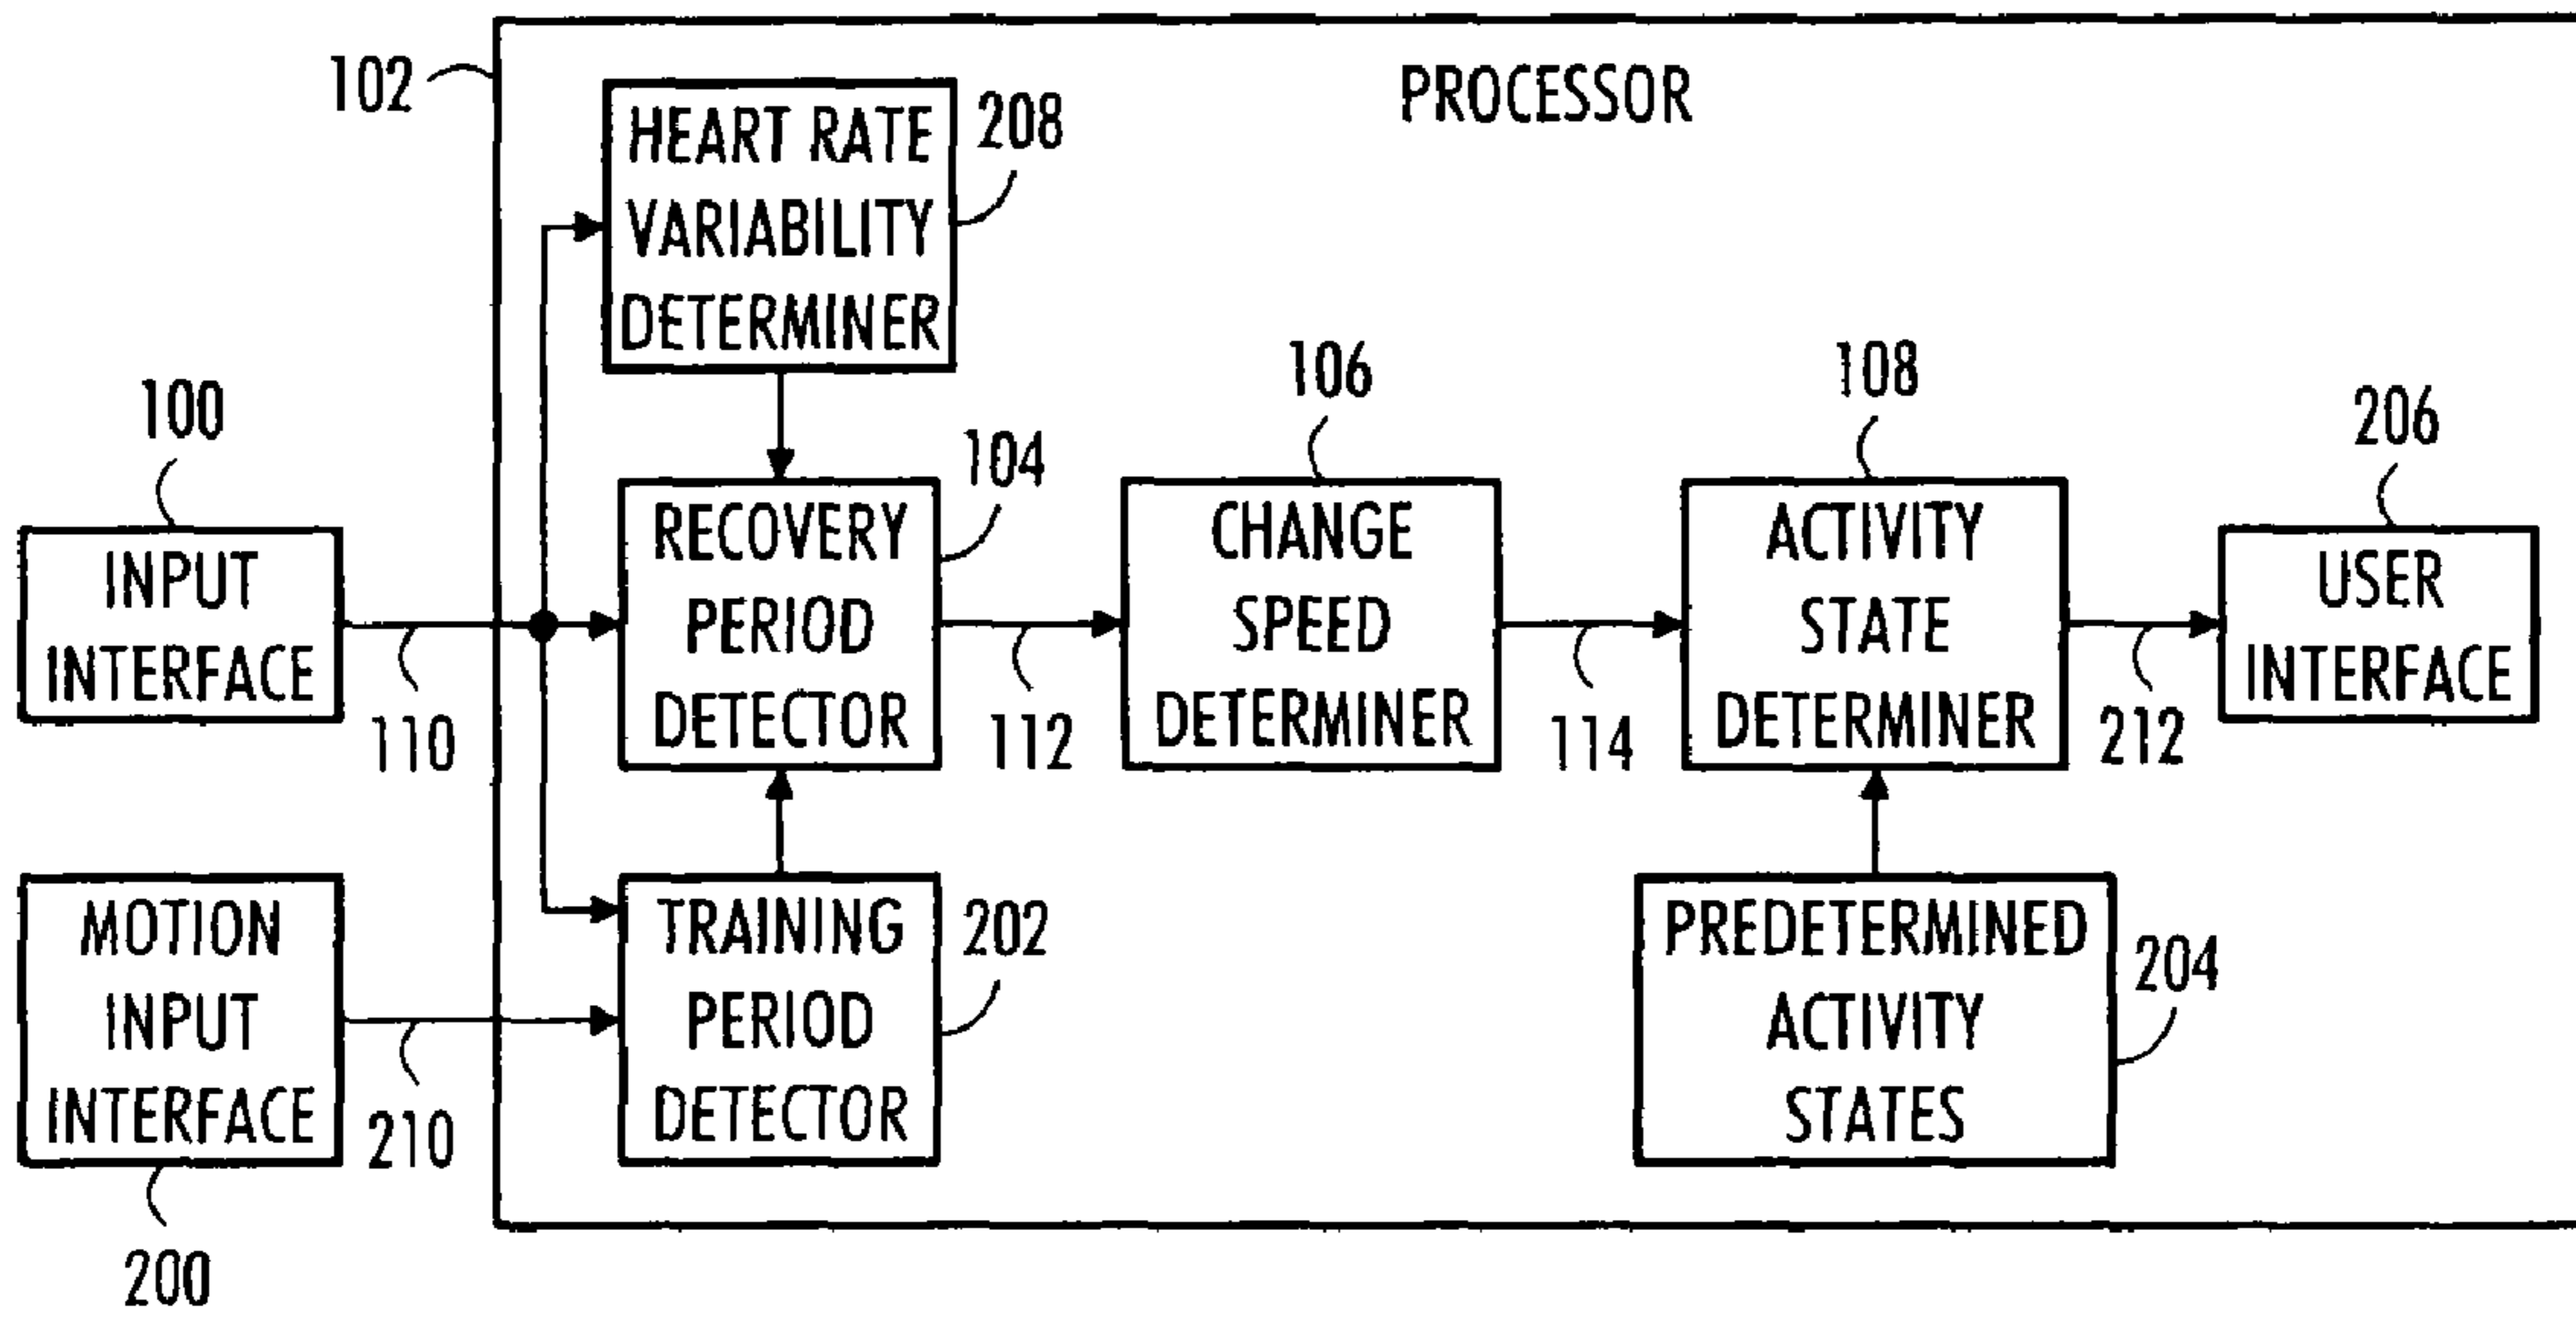 102
PROCESSOR
HEART RATE
VARIABILITY
DETERMINER
208
100
INPUT
INTERFACE
110
104
RECOVERY
PERIOD
DETECTOR
112
106
CHANGE
SPEED
DETERMINER
114
108
ACTIVITY
STATE
DETERMINER
212
206
USER
INTERFACE
MOTION
INPUT
INTERFACE
200
210
TRAINING
PERIOD
DETECTOR
202
PREDETERMINED
ACTIVITY
STATES
204